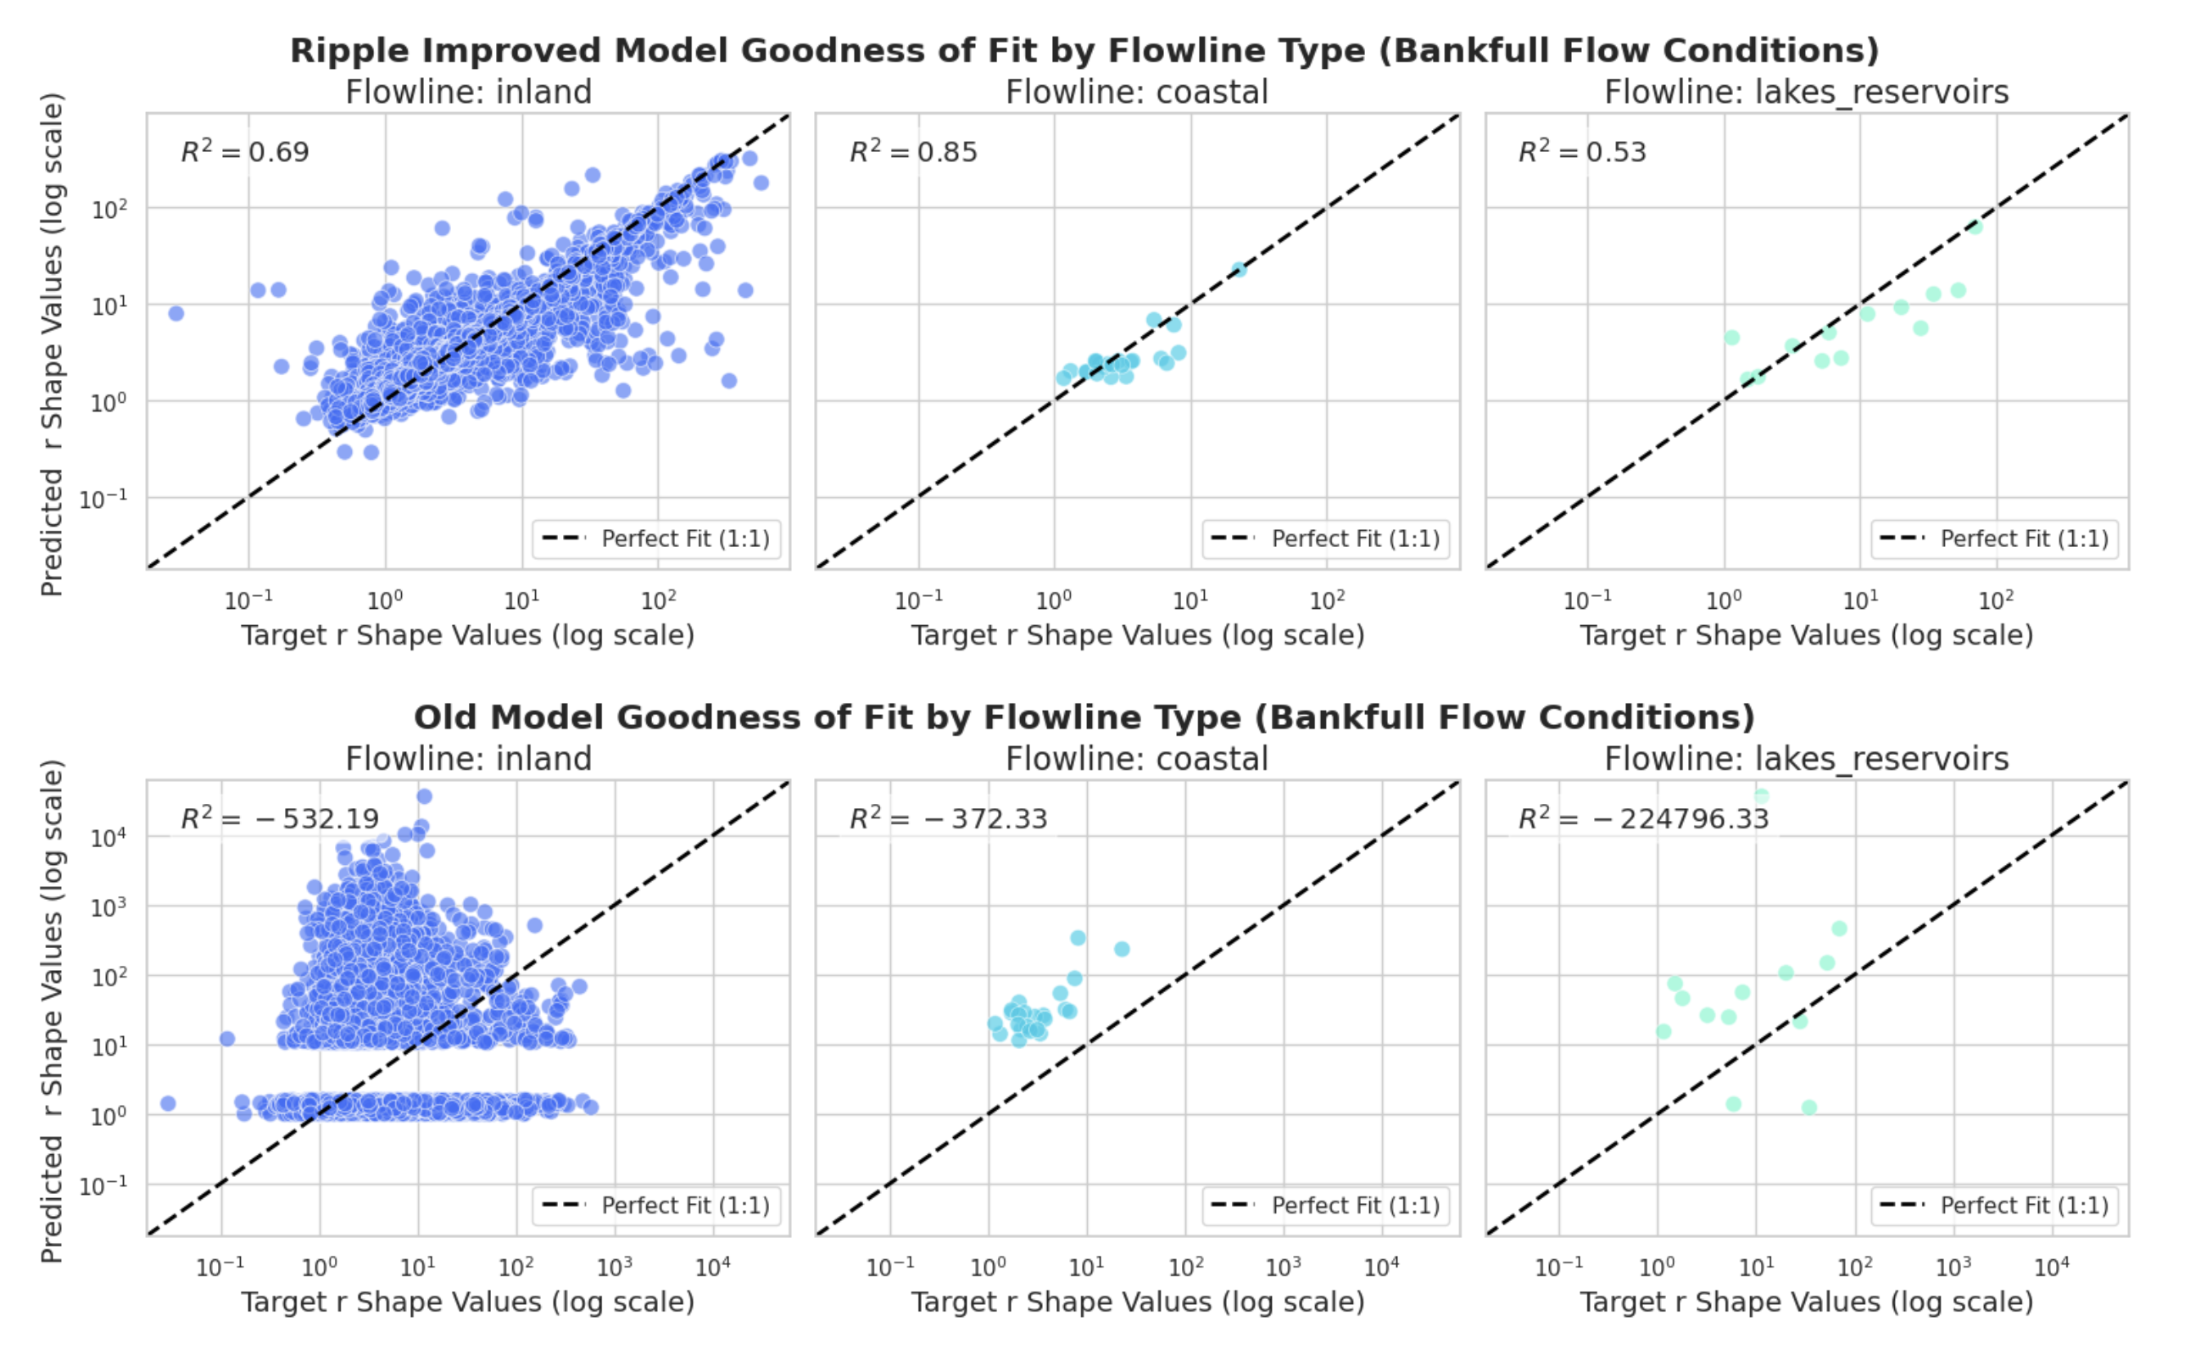 Ripple Improved Model Goodness of Fit by Flowline Type (Bankfull Flow Conditions)
Flowline: inland
Flowline: coastal
Flowline: lakes_reservoirs
Predicted r Shape Values (log scale)
R² = 0.69
R² = 0.85
R² = 0.53
10²
10¹
10⁰
10⁻¹
Perfect Fit (1:1)
Perfect Fit (1:1)
Perfect Fit (1:1)
10⁻¹ 10⁰ 10¹ 10²
10⁻¹ 10⁰ 10¹ 10²
10⁻¹ 10⁰ 10¹ 10²
Target r Shape Values (log scale)
Target r Shape Values (log scale)
Target r Shape Values (log scale)
Old Model Goodness of Fit by Flowline Type (Bankfull Flow Conditions)
Flowline: inland
Flowline: coastal
Flowline: lakes_reservoirs
Predicted r Shape Values (log scale)
R² = −532.19
R² = −372.33
R² = −224796.33
10⁴
10³
10²
10¹
10⁰
10⁻¹
Perfect Fit (1:1)
Perfect Fit (1:1)
Perfect Fit (1:1)
10⁻¹ 10⁰ 10¹ 10² 10³ 10⁴
10⁻¹ 10⁰ 10¹ 10² 10³ 10⁴
10⁻¹ 10⁰ 10¹ 10² 10³ 10⁴
Target r Shape Values (log scale)
Target r Shape Values (log scale)
Target r Shape Values (log scale)